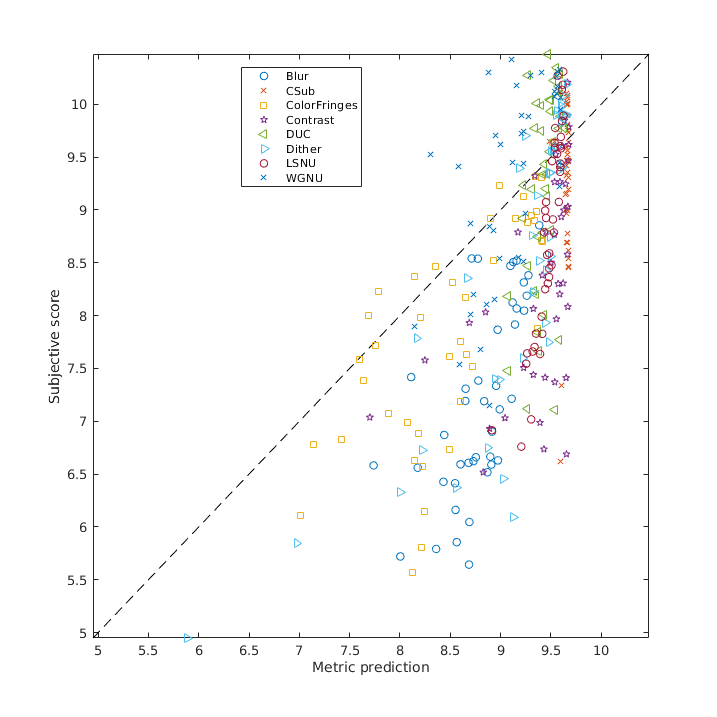 Blur
CSub
ColorFringes
Contrast
DUC
Dither
LSNU
WGNU
10
9.5
9
8.5
8
7.5
7
6.5
6
5.5
5
Subjective score
5 5.5 6 6.5 7 7.5 8 8.5 9 9.5 10
Metric prediction